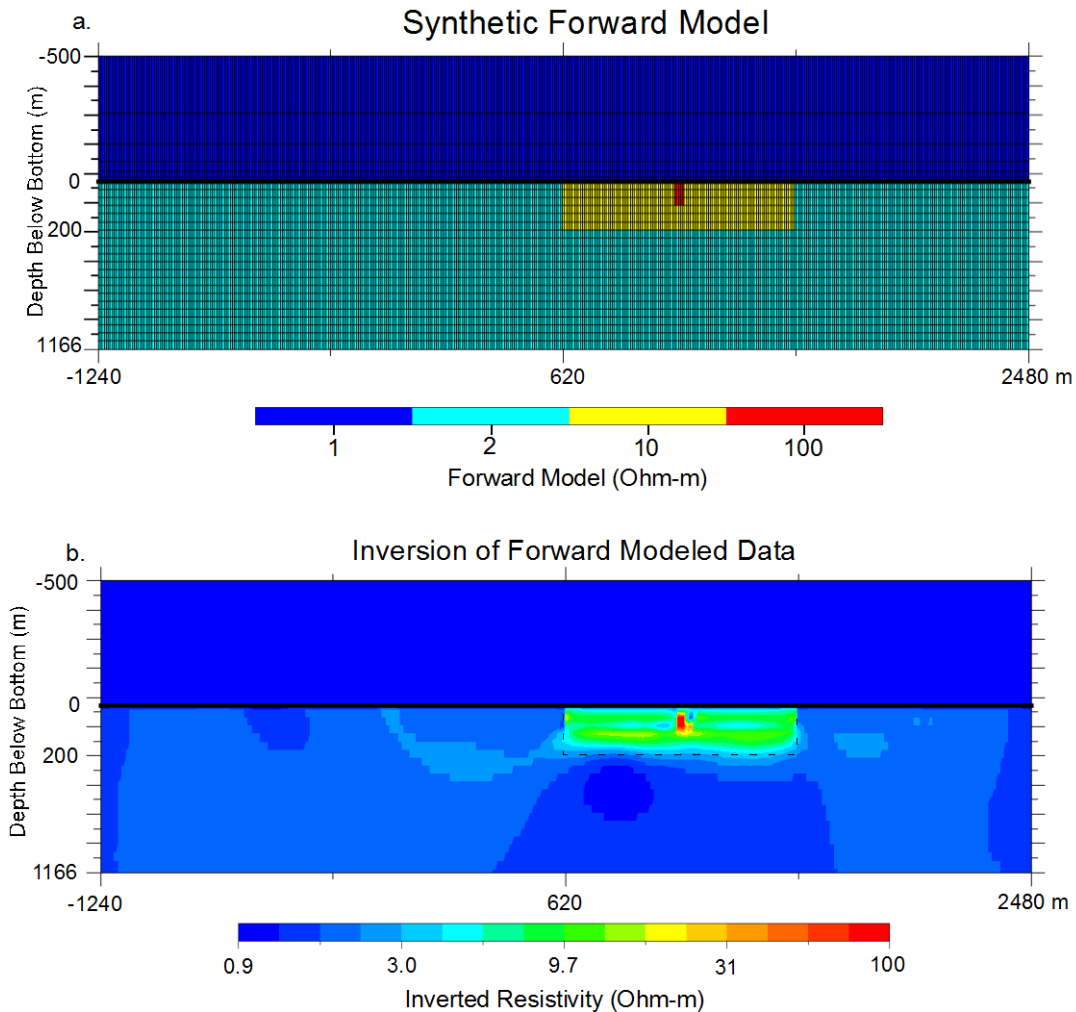 a.
Synthetic Forward Model
-500
0
200
1166
Depth Below Bottom (m)
-1240
620
2480 m
1
2
10
100
Forward Model (Ohm-m)
b.
Inversion of Forward Modeled Data
-500
0
200
1166
Depth Below Bottom (m)
-1240
620
2480 m
0.9
3.0
9.7
31
100
Inverted Resistivity (Ohm-m)